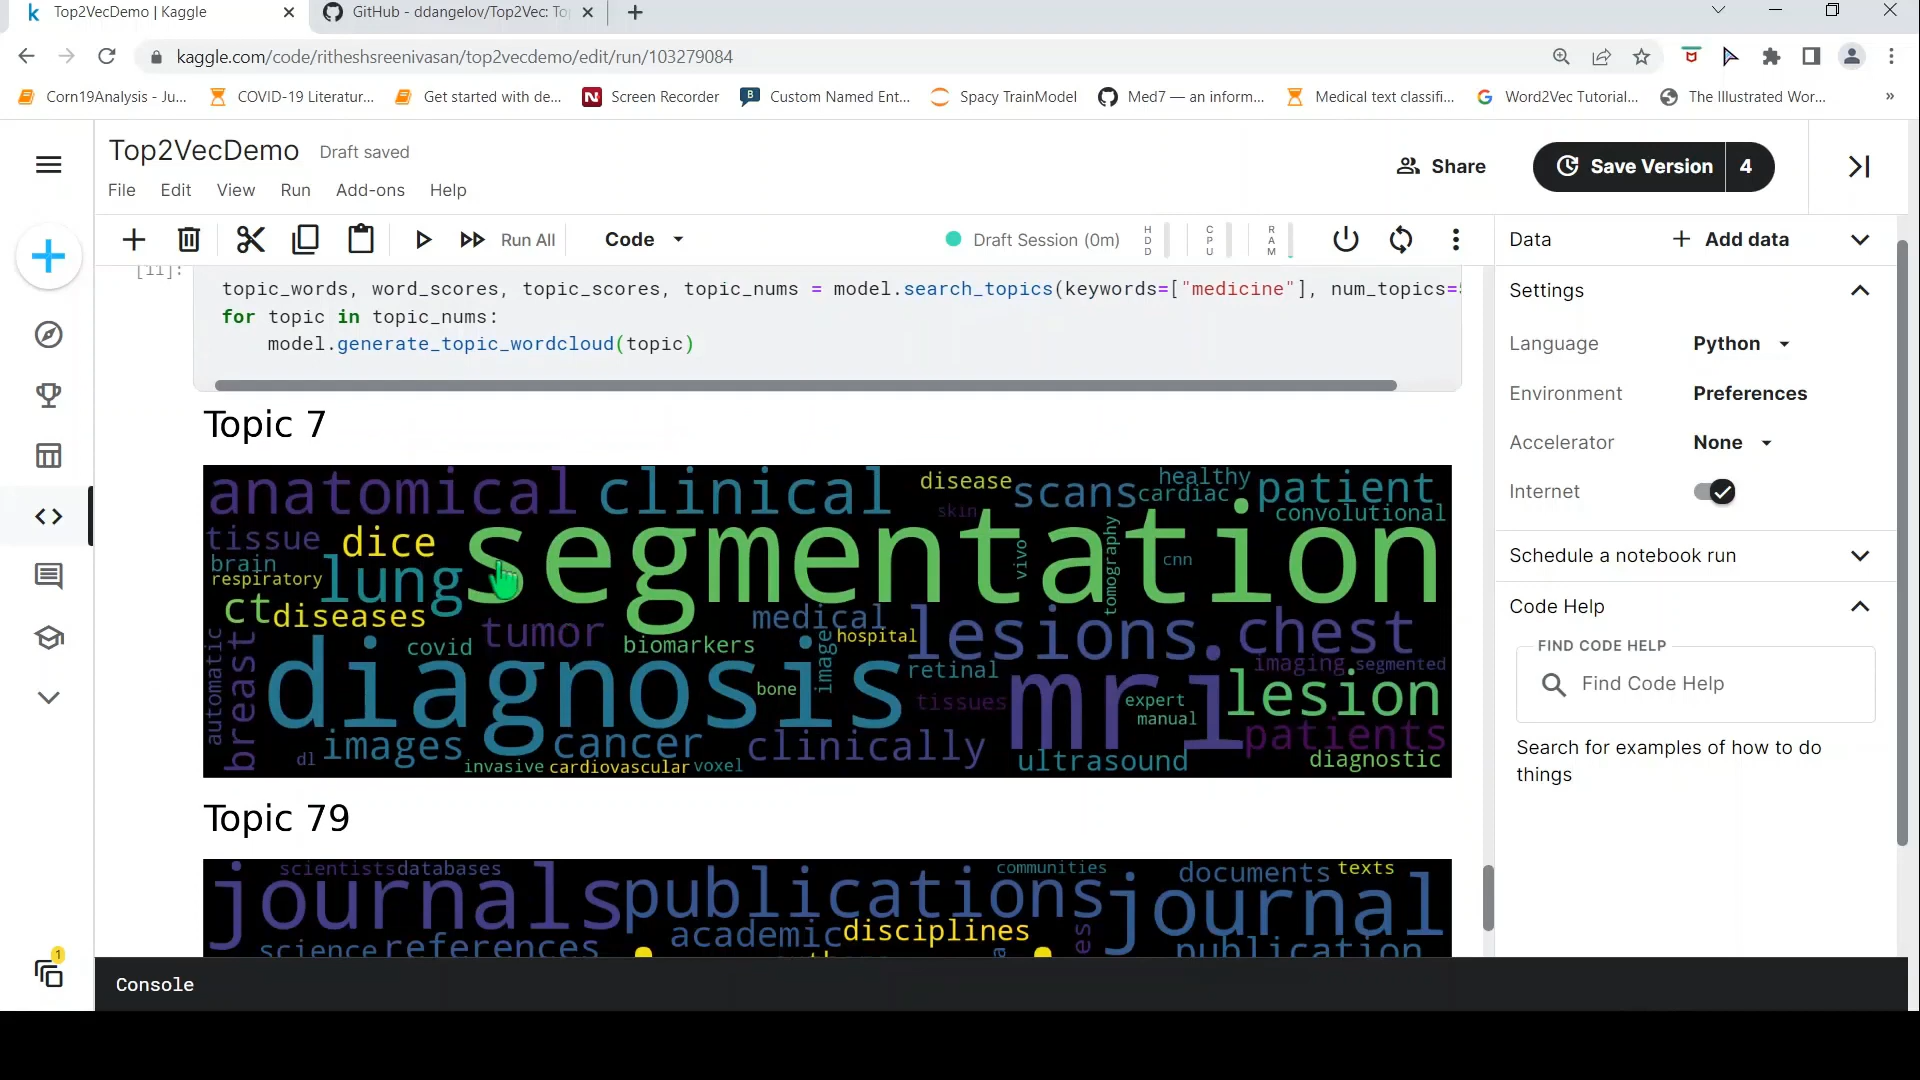 Top2VecDemo | Kaggle
GitHub - ddangelov/Top2Vec: To
kaggle.com/code/ritheshsreenivasan/top2vecdemo/edit/run/103279084
Corn19Analysis - Ju...
COVID-19 Literatur...
Get started with de...
Screen Recorder
Custom Named Ent...
Spacy TrainModel
Med7 — an inform...
Medical text classifi...
Word2Vec Tutorial...
The Illustrated Wor...
»
Top2VecDemo
Draft saved
File Edit View Run Add-ons Help
Share
Save Version 4
Run All
Code
Draft Session (0m)
HDD
CPU
RAM
[11]:
topic_words, word_scores, topic_scores, topic_nums = model.search_topics(keywords=["medicine"], num_topics=
for topic in topic_nums:
model.generate_topic_wordcloud(topic)
Topic 7
anatomical clinical disease scans healthy cardiac patient
skin convolutional
tissue dice segmentation
brain vivo tomography cnn
respiratory lung
ct diseases medical lesions chest
covid tumor biomarkers image hospital
automatic breast diagnosis bone retinal imaging segmented
tissues mri expert lesion
manual
dl images cancer clinically patients
invasive cardiovascular voxel ultrasound diagnostic
Topic 79
scientists databases communities documents texts
journals publications journal
academic disciplines
science references publication
Console
Data
Add data
Settings
Language Python
Environment Preferences
Accelerator None
Internet
Schedule a notebook run
Code Help
FIND CODE HELP
Find Code Help
Search for examples of how to do
things
1